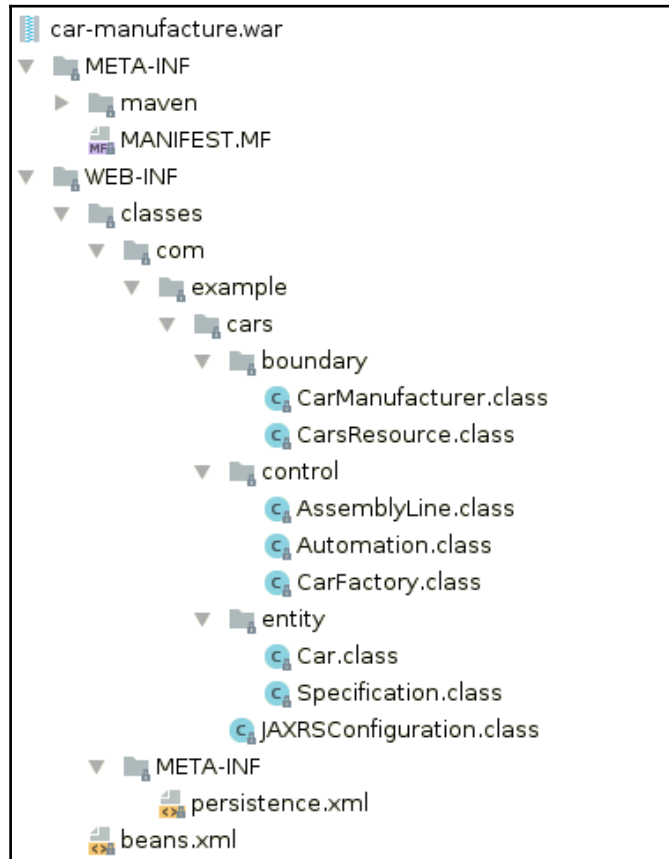 car-manufacture.war
META-INF
maven
MANIFEST.MF
WEB-INF
classes
com
example
cars
boundary
CarManufacturer.class
CarsResource.class
control
AssemblyLine.class
Automation.class
CarFactory.class
entity
Car.class
Specification.class
JAXRSConfiguration.class
META-INF
persistence.xml
beans.xml